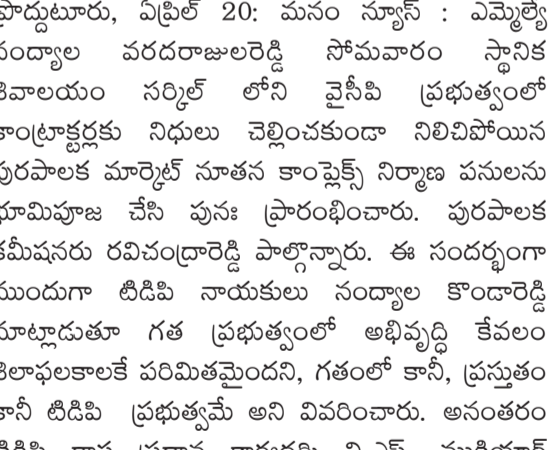 ప్రొద్దుటూరు, ఏప్రిల్ 20: మనం న్యూస్ : ఎమ్మెల్యే
నంద్యాల వరదరాజులరెడ్డి సోమవారం స్థానిక
శివాలయం సర్కిల్ లోని వైసీపి ప్రభుత్వంలో
కాంట్రాక్టర్లకు నిధులు చెల్లించకుండా నిలిచిపోయిన
పురపాలక మార్కెట్ నూతన కాంప్లెక్స్ నిర్మాణ పనులను
భూమిపూజ చేసి పునః ప్రారంభించారు. పురపాలక
కమీషనరు రవిచంద్రారెడ్డి పాల్గొన్నారు. ఈ సందర్భంగా
ముందుగా టిడిపి నాయకులు నంద్యాల కొండారెడ్డి
మాట్లాడుతూ గత ప్రభుత్వంలో అభివృద్ధి కేవలం
శిలాఫలకాలకే పరిమితమైందని, గతంలో కానీ, ప్రస్తుతం
కానీ టిడిపి ప్రభుత్వమే అని వివరించారు. అనంతరం